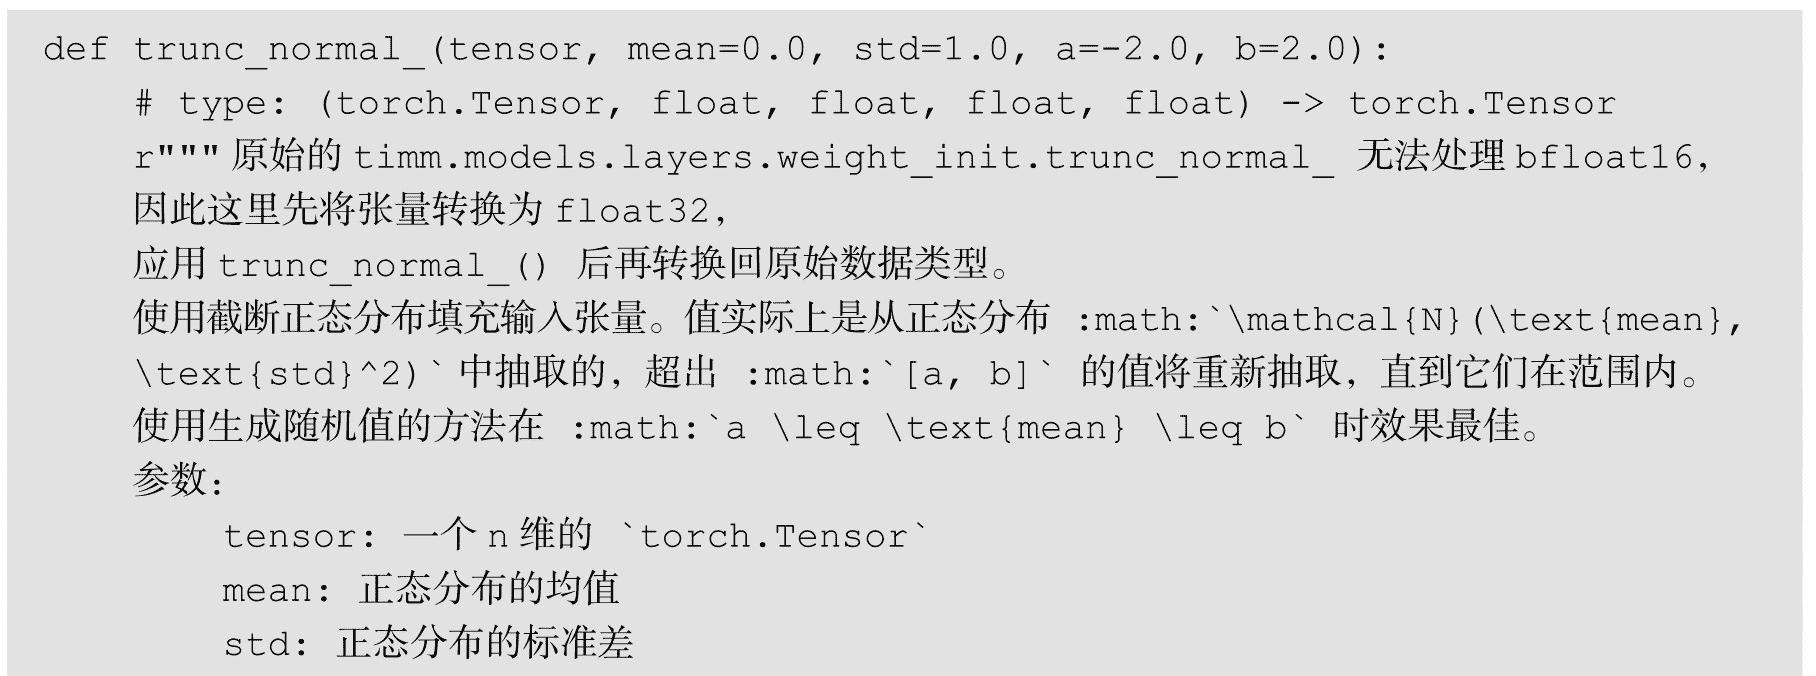 def trunc_normal_(tensor, mean=0.0, std=1.0, a=-2.0, b=2.0):
    # type: (torch.Tensor, float, float, float, float) -> torch.Tensor
    r"""原始的 timm.models.layers.weight_init.trunc_normal_ 无法处理 bfloat16，
    因此这里先将张量转换为 float32，
    应用 trunc_normal_() 后再转换回原始数据类型。
    使用截断正态分布填充输入张量。值实际上是从正态分布 :math:`\mathcal{N}(\text{mean},
    \text{std}^2)` 中抽取的，超出 :math:`[a, b]` 的值将重新抽取，直到它们在范围内。
    使用生成随机值的方法在 :math:`a \leq \text{mean} \leq b` 时效果最佳。
    参数：
        tensor: 一个 n 维的 `torch.Tensor`
        mean: 正态分布的均值
        std: 正态分布的标准差